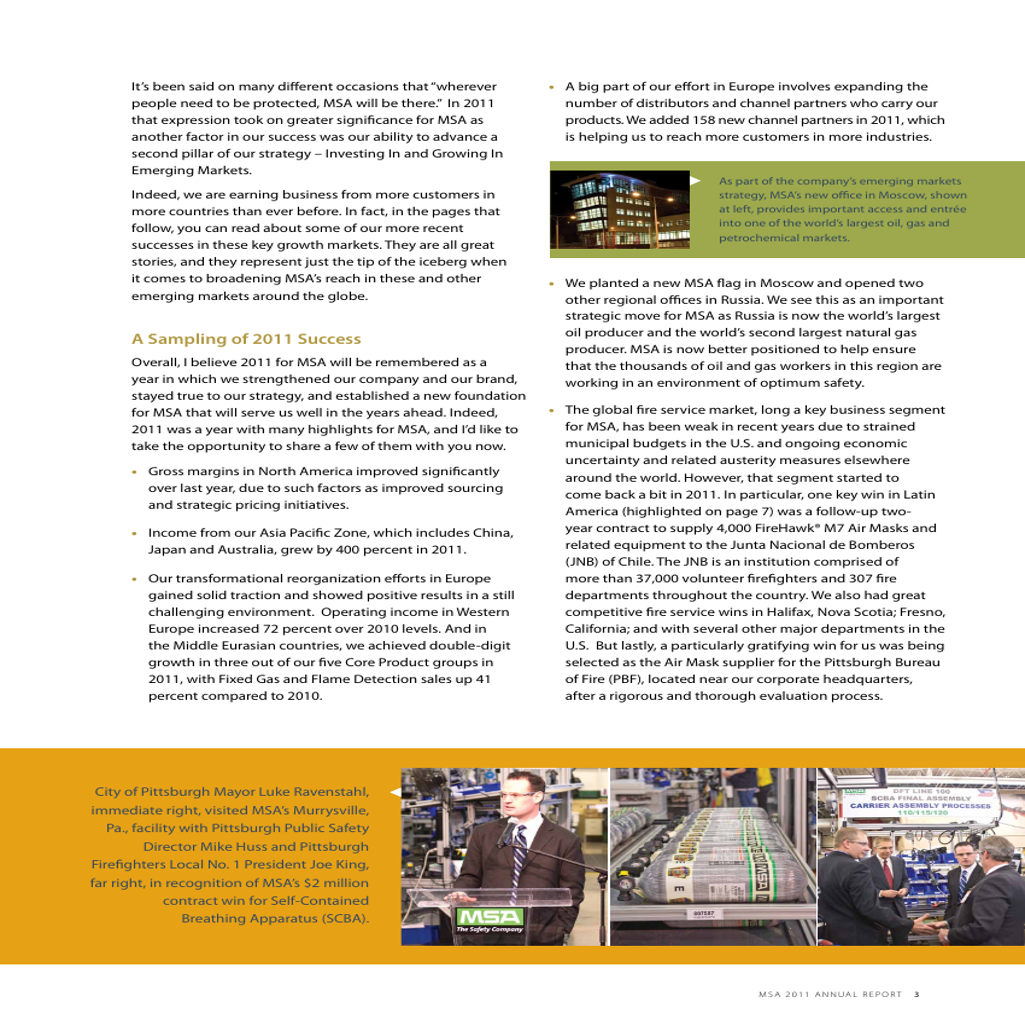 It's been said on many different occasions that "wherever
people need to be protected, MSA will be there."  In 2011
that expression took on greater significance for MSA as
another factor in our success was our ability to advance a
second pillar of our strategy – Investing In and Growing In
Emerging Markets.
Indeed, we are earning business from more customers in
more countries than ever before. In fact, in the pages that
follow, you can read about some of our more recent
successes in these key growth markets. They are all great
stories, and they represent just the tip of the iceberg when
it comes to broadening MSA's reach in these and other
emerging markets around the globe.
A Sampling of 2011 Success
Overall, I believe 2011 for MSA will be remembered as a
year in which we strengthened our company and our brand,
stayed true to our strategy, and established a new foundation
for MSA that will serve us well in the years ahead. Indeed,
2011 was a year with many highlights for MSA, and I'd like to
take the opportunity to share a few of them with you now.
• Gross margins in North America improved significantly
over last year, due to such factors as improved sourcing
and strategic pricing initiatives.
• Income from our Asia Pacific Zone, which includes China,
Japan and Australia, grew by 400 percent in 2011.
• Our transformational reorganization efforts in Europe
gained solid traction and showed positive results in a still
challenging environment.  Operating income in Western
Europe increased 72 percent over 2010 levels. And in
the Middle Eurasian countries, we achieved double-digit
growth in three out of our five Core Product groups in
2011, with Fixed Gas and Flame Detection sales up 41
percent compared to 2010.
• A big part of our effort in Europe involves expanding the
number of distributors and channel partners who carry our
products. We added 158 new channel partners in 2011, which
is helping us to reach more customers in more industries.
As part of the company's emerging markets
strategy, MSA's new office in Moscow, shown
at left, provides important access and entrée
into one of the world's largest oil, gas and
petrochemical markets.
• We planted a new MSA flag in Moscow and opened two
other regional offices in Russia. We see this as an important
strategic move for MSA as Russia is now the world's largest
oil producer and the world's second largest natural gas
producer. MSA is now better positioned to help ensure
that the thousands of oil and gas workers in this region are
working in an environment of optimum safety.
• The global fire service market, long a key business segment
for MSA, has been weak in recent years due to strained
municipal budgets in the U.S. and ongoing economic
uncertainty and related austerity measures elsewhere
around the world. However, that segment started to
come back a bit in 2011. In particular, one key win in Latin
America (highlighted on page 7) was a follow-up two-
year contract to supply 4,000 FireHawk® M7 Air Masks and
related equipment to the Junta Nacional de Bomberos
(JNB) of Chile. The JNB is an institution comprised of
more than 37,000 volunteer firefighters and 307 fire
departments throughout the country. We also had great
competitive fire service wins in Halifax, Nova Scotia; Fresno,
California; and with several other major departments in the
U.S.  But lastly, a particularly gratifying win for us was being
selected as the Air Mask supplier for the Pittsburgh Bureau
of Fire (PBF), located near our corporate headquarters,
after a rigorous and thorough evaluation process.
City of Pittsburgh Mayor Luke Ravenstahl,
immediate right, visited MSA's Murrysville,
Pa., facility with Pittsburgh Public Safety
Director Mike Huss and Pittsburgh
Firefighters Local No. 1 President Joe King,
far right, in recognition of MSA's $2 million
contract win for Self-Contained
Breathing Apparatus (SCBA).
MSA
The Safety Company
MSA
007587
DFT LINE 100
SCBA FINAL ASSEMBLY
CARRIER ASSEMBLY PROCESSES
110/115/120
MSA 2011 ANNUAL REPORT 3